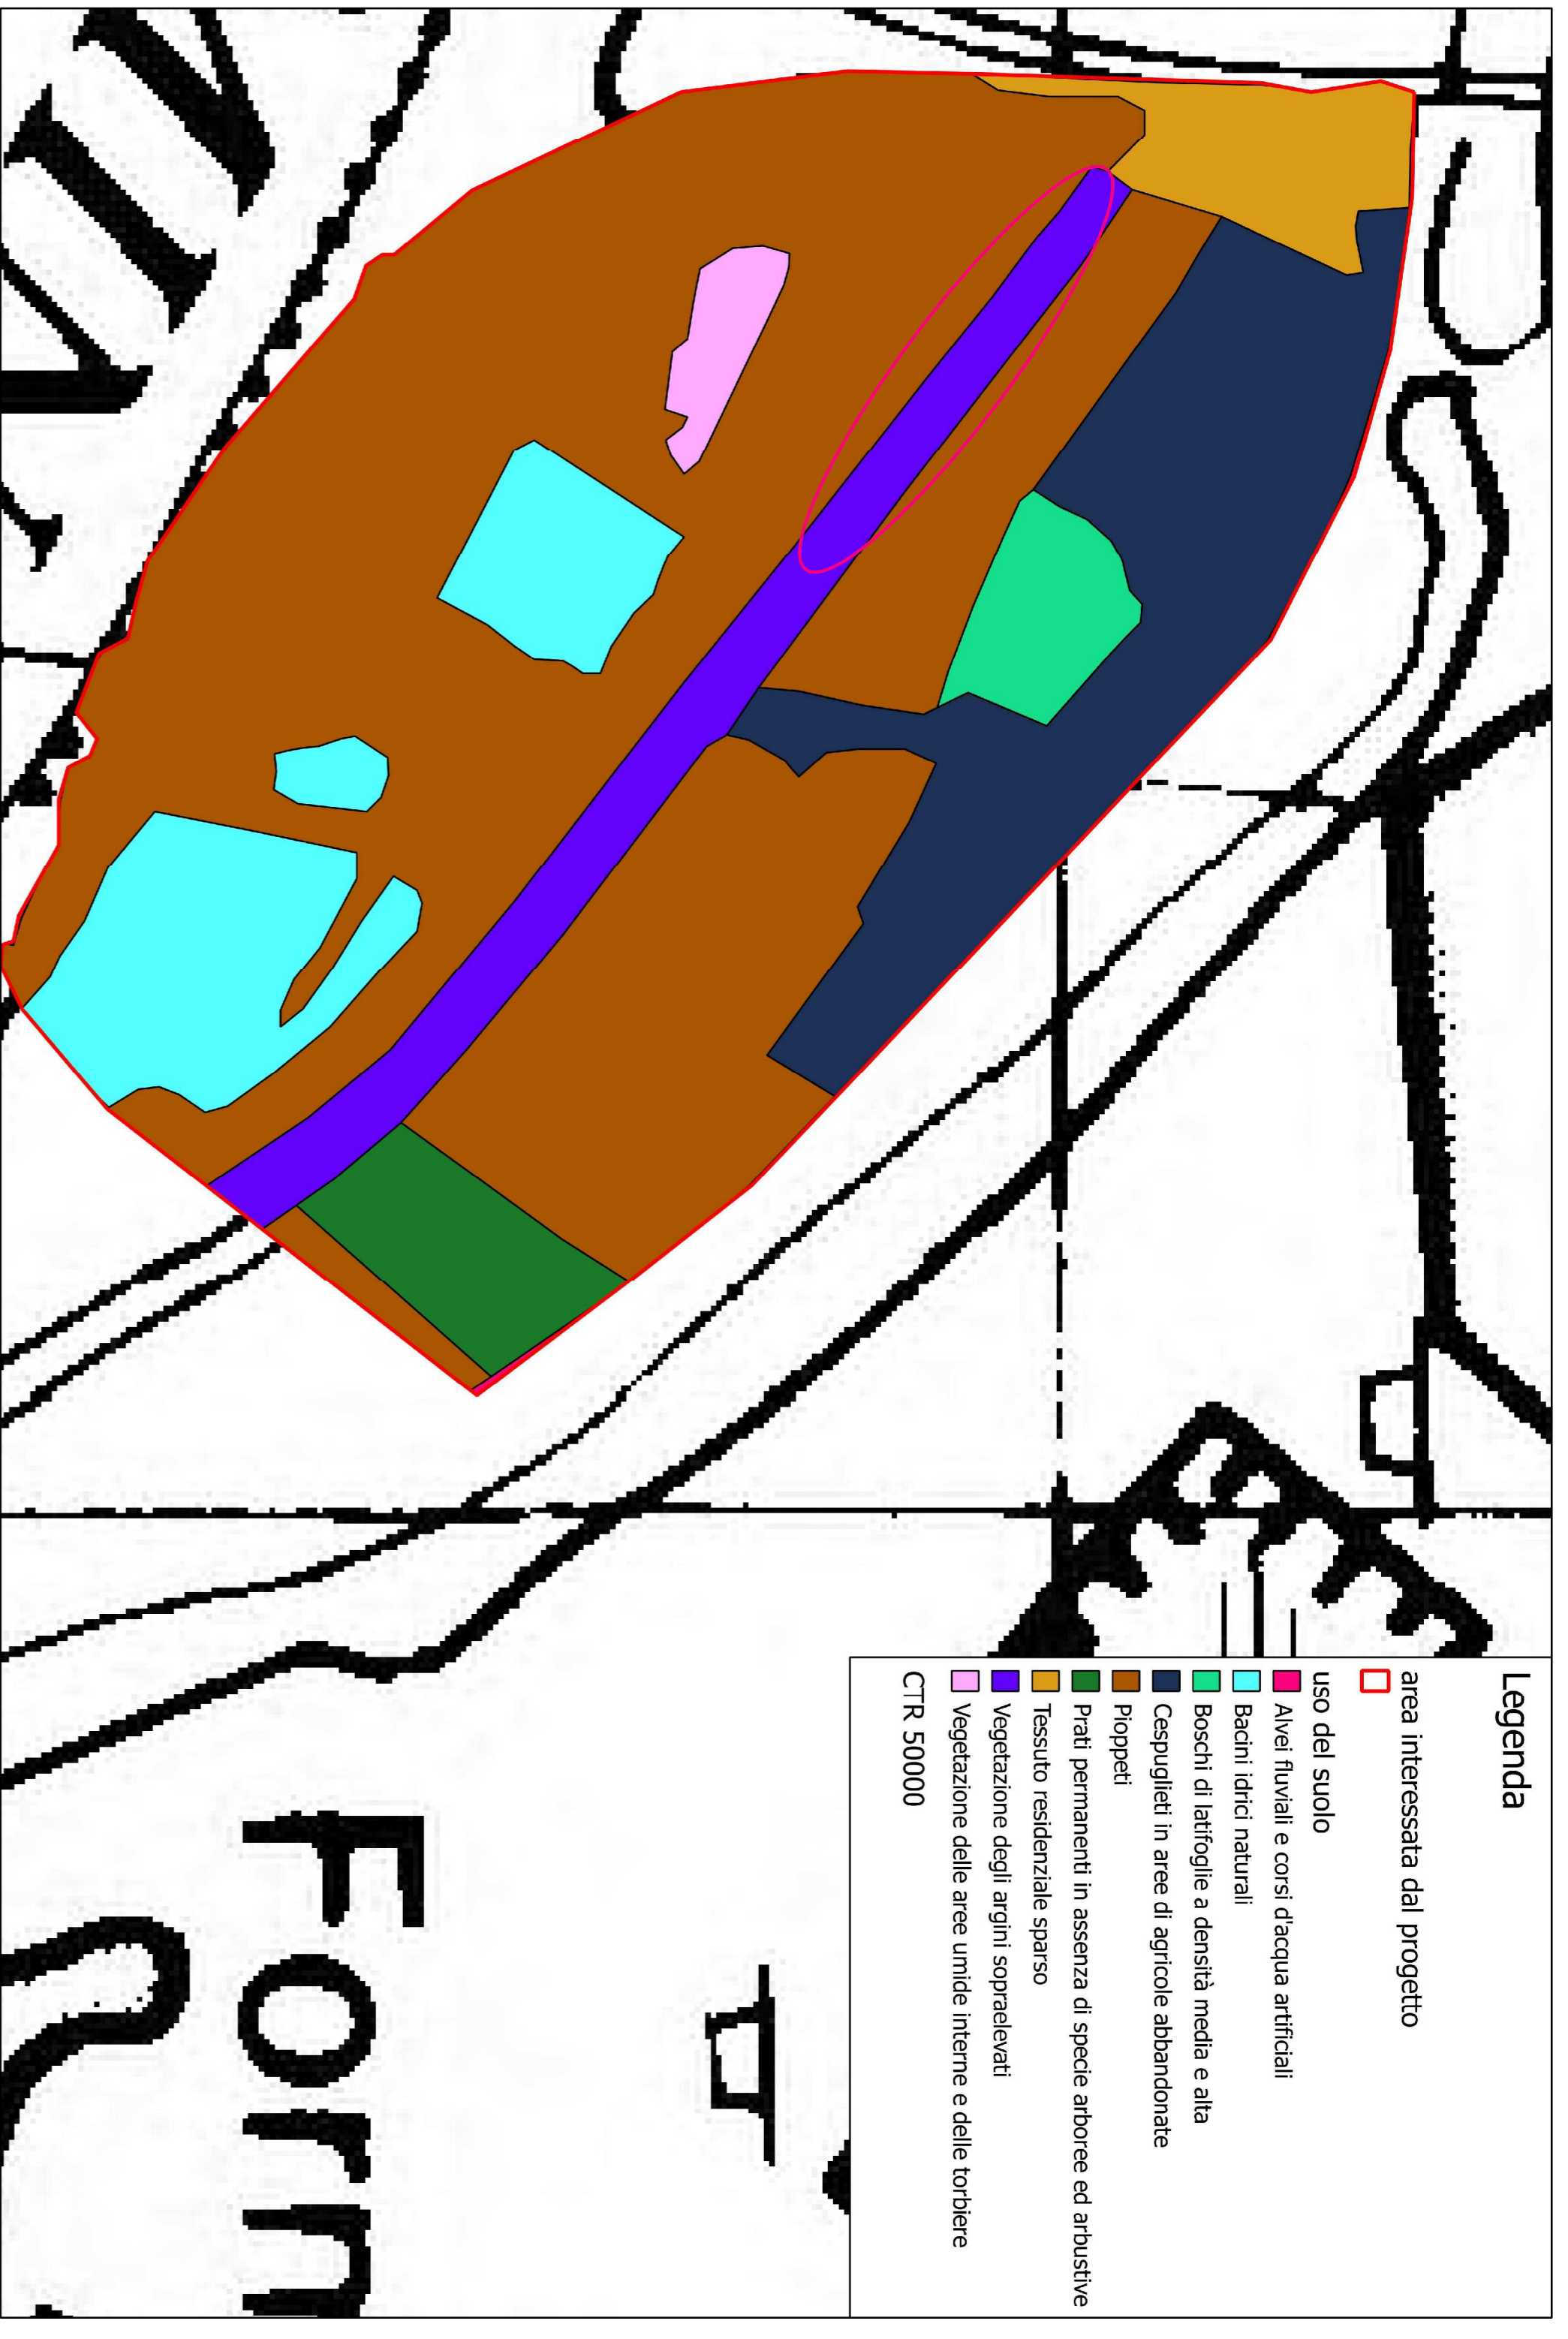 Legenda
area interessata dal progetto
uso del suolo
Alvei fluviali e corsi d'acqua artificiali
Bacini idrici naturali
Boschi di latifoglie a densità media e alta
Cespuglieti in aree di agricole abbandonate
Pioppeti
Prati permanenti in assenza di specie arboree ed arbustive
Tessuto residenziale sparso
Vegetazione degli argini sopraelevati
Vegetazione delle aree umide interne e delle torbiere
CTR 50000
Form